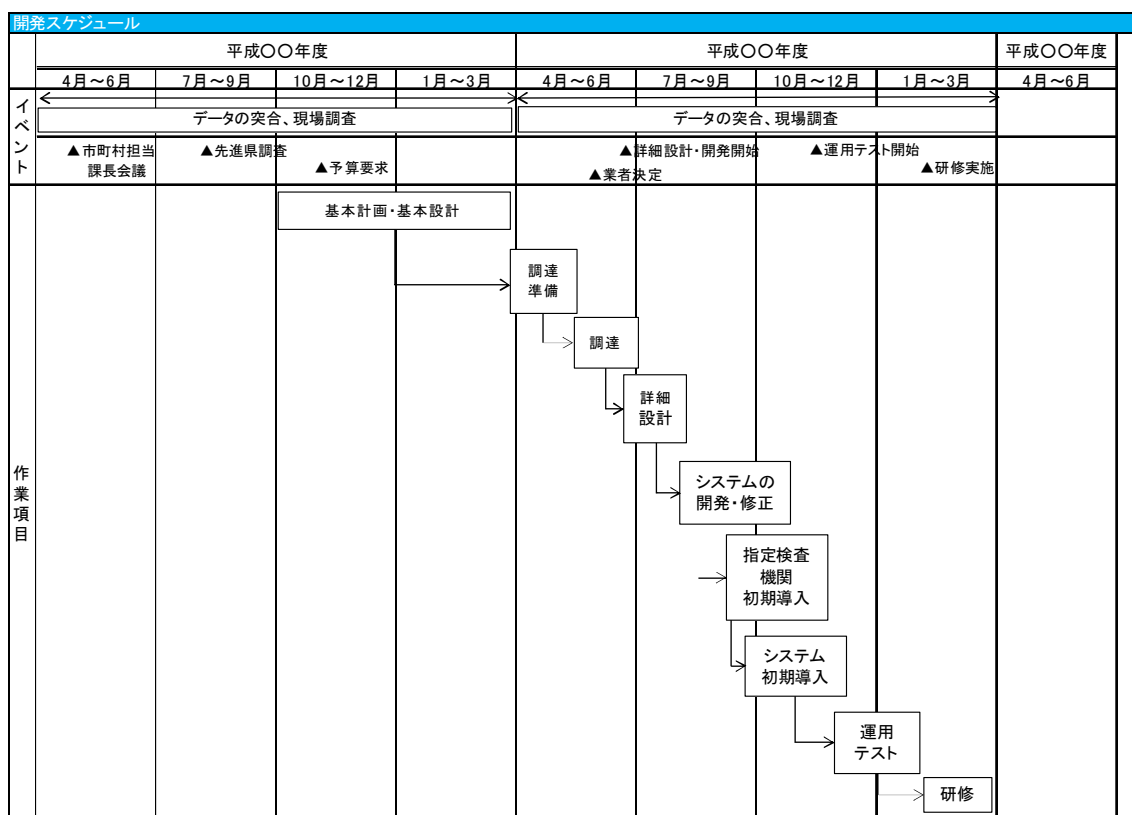 開発スケジュール
平成〇〇年度
平成〇〇年度
平成〇〇年度
4月～6月
7月～9月
10月～12月
1月～3月
4月～6月
7月～9月
10月～12月
1月～3月
4月～6月
イベント
データの突合、現場調査
データの突合、現場調査
▲市町村担当
課長会議
▲先進県調査
▲予算要求
▲詳細設計・開発開始
▲業者決定
▲運用テスト開始
▲研修実施
作業項目
基本計画・基本設計
調達
準備
調達
詳細
設計
システムの
開発・修正
指定検査
機関
初期導入
システム
初期導入
運用
テスト
研修